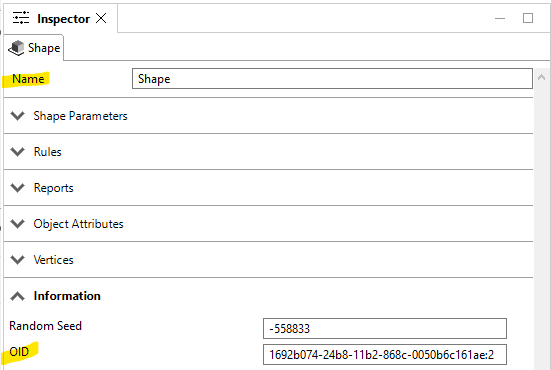 Inspector
Shape
Name Shape
Shape Parameters
Rules
Reports
Object Attributes
Vertices
Information
Random Seed -558833
OID 1692b074-24b8-11b2-868c-0050b6c161ae:2